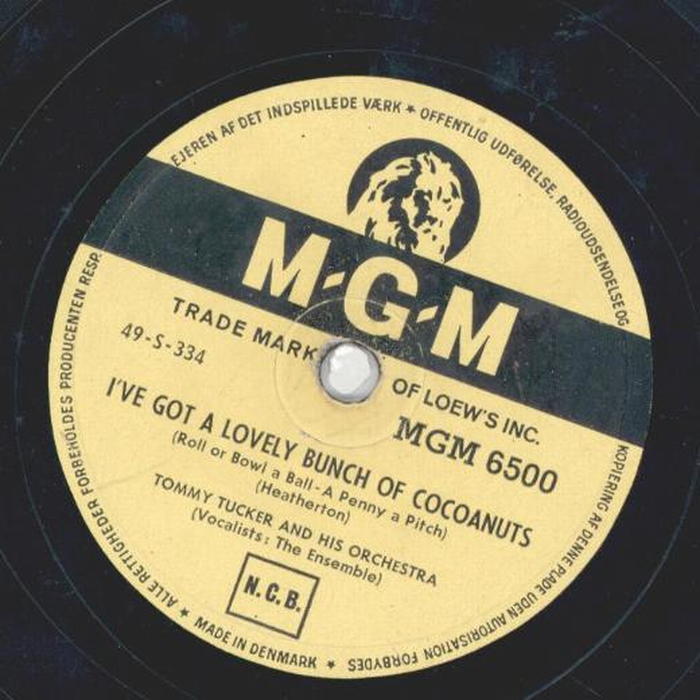 ALLE RETTIGHEDER FORBEHOLDES PRODUCENTEN RESP. EJEREN AF DET INDSPILLEDE VÆRK ★ OFFENTLIG UDFØRELSE, RADIOUDSENDELSE OG KOPIERING AF DENNE PLADE UDEN AUTORISATION FORBYDES ★
M-G-M
TRADE MARK OF LOEW'S INC.
49-S-334
MGM 6500
I'VE GOT A LOVELY BUNCH OF COCOANUTS
(Roll or Bowl a Ball - A Penny a Pitch)
(Heatherton)
TOMMY TUCKER AND HIS ORCHESTRA
(Vocalists: The Ensemble)
N.C.B.
★ MADE IN DENMARK ★